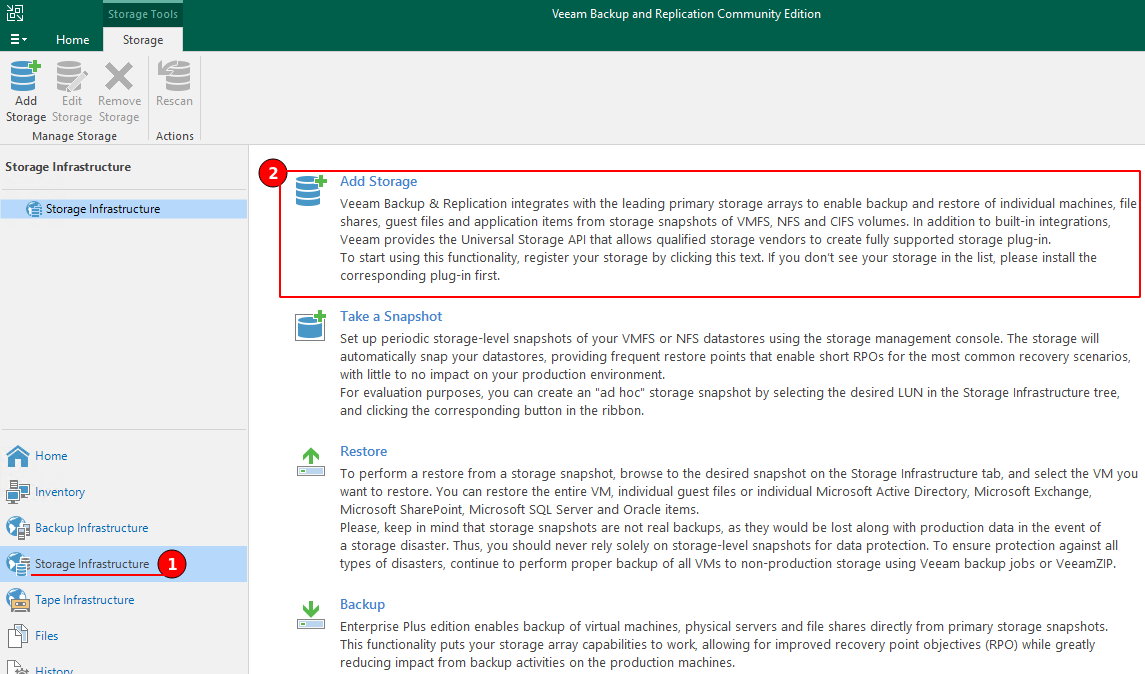 Storage Tools
Veeam Backup and Replication Community Edition
Home
Storage
Add
Storage
Edit
Storage
Remove
Storage
Rescan
Manage Storage
Actions
Storage Infrastructure
Storage Infrastructure
Home
Inventory
Backup Infrastructure
Storage Infrastructure
1
Tape Infrastructure
Files
History
2
Add Storage
Veeam Backup & Replication integrates with the leading primary storage arrays to enable backup and restore of individual machines, file
shares, guest files and application items from storage snapshots of VMFS, NFS and CIFS volumes. In addition to built-in integrations,
Veeam provides the Universal Storage API that allows qualified storage vendors to create fully supported storage plug-in.
To start using this functionality, register your storage by clicking this text. If you don't see your storage in the list, please install the
corresponding plug-in first.
Take a Snapshot
Set up periodic storage-level snapshots of your VMFS or NFS datastores using the storage management console. The storage will
automatically snap your datastores, providing frequent restore points that enable short RPOs for the most common recovery scenarios,
with little to no impact on your production environment.
For evaluation purposes, you can create an "ad hoc" storage snapshot by selecting the desired LUN in the Storage Infrastructure tree,
and clicking the corresponding button in the ribbon.
Restore
To perform a restore from a storage snapshot, browse to the desired snapshot on the Storage Infrastructure tab, and select the VM you
want to restore. You can restore the entire VM, individual guest files or individual Microsoft Active Directory, Microsoft Exchange,
Microsoft SharePoint, Microsoft SQL Server and Oracle items.
Please, keep in mind that storage snapshots are not real backups, as they would be lost along with production data in the event of
a storage disaster. Thus, you should never rely solely on storage-level snapshots for data protection. To ensure protection against all
types of disasters, continue to perform proper backup of all VMs to non-production storage using Veeam backup jobs or VeeamZIP.
Backup
Enterprise Plus edition enables backup of virtual machines, physical servers and file shares directly from primary storage snapshots.
This functionality puts your storage array capabilities to work, allowing for improved recovery point objectives (RPO) while greatly
reducing impact from backup activities on the production machines.